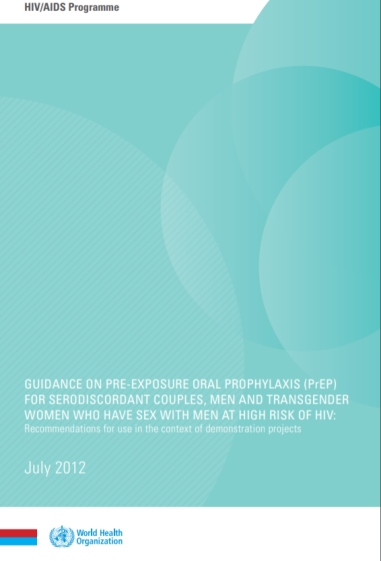 HIV/AIDS Programme
GUIDANCE ON PRE-EXPOSURE ORAL PROPHYLAXIS (PrEP)
FOR SERODISCORDANT COUPLES, MEN AND TRANSGENDER
WOMEN WHO HAVE SEX WITH MEN AT HIGH RISK OF HIV:
Recommendations for use in the context of demonstration projects
July 2012
World Health
Organization